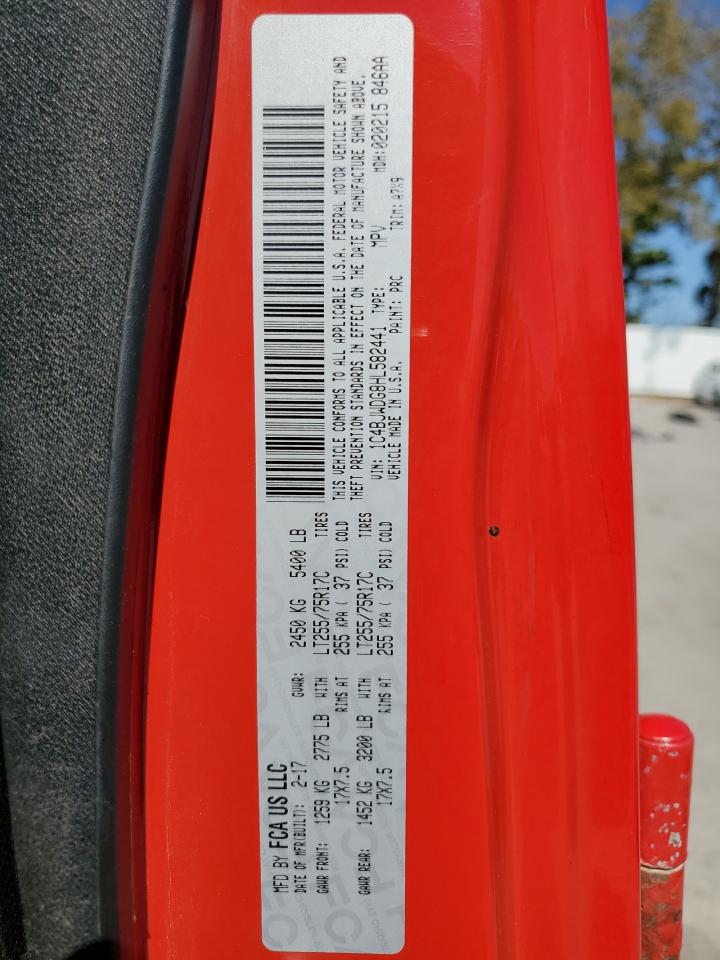 MFD BY FCA US LLC
DATE OF MFR(BUILT): 2-17 GVWR: 2450 KG 5400 LB
GAWR FRONT: 1259 KG 2775 LB WITH LT255/75R17C TIRES
17X7.5 RIMS AT 255 KPA ( 37 PSI) COLD
GAWR REAR: 1452 KG 3200 LB WITH LT255/75R17C TIRES
17X7.5 RIMS AT 255 KPA ( 37 PSI) COLD
THIS VEHICLE CONFORMS TO ALL APPLICABLE U.S.A. FEDERAL MOTOR VEHICLE SAFETY AND
THEFT PREVENTION STANDARDS IN EFFECT ON THE DATE OF MANUFACTURE SHOWN ABOVE.
VIN: 1C4BJWDG8HL582441 TYPE: MPV MDH:020215 846AA
VEHICLE MADE IN U.S.A. PAINT: PRC TRIM: A7X9